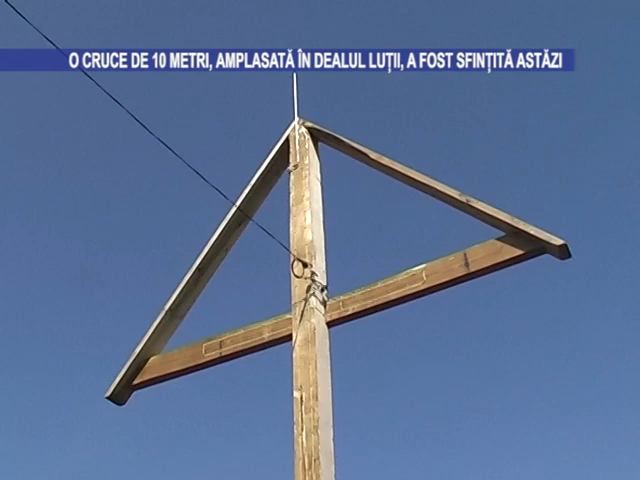 O CRUCE DE 10 METRI, AMPLASATĂ ÎN DEALUL LUȚII, A FOST SFINȚITĂ ASTĂZI